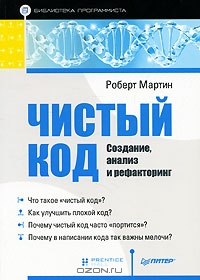 БИБЛИОТЕКА ПРОГРАММИСТА
Роберт Мартин
ЧИСТЫЙ
КОД
Создание,
анализ
и рефакторинг
Что такое «чистый код»?
Как улучшить плохой код?
Почему чистый код часто «портится»?
Почему в написании кода так важны мелочи?
PRENTICE
ozon.ru
ПИТЕР